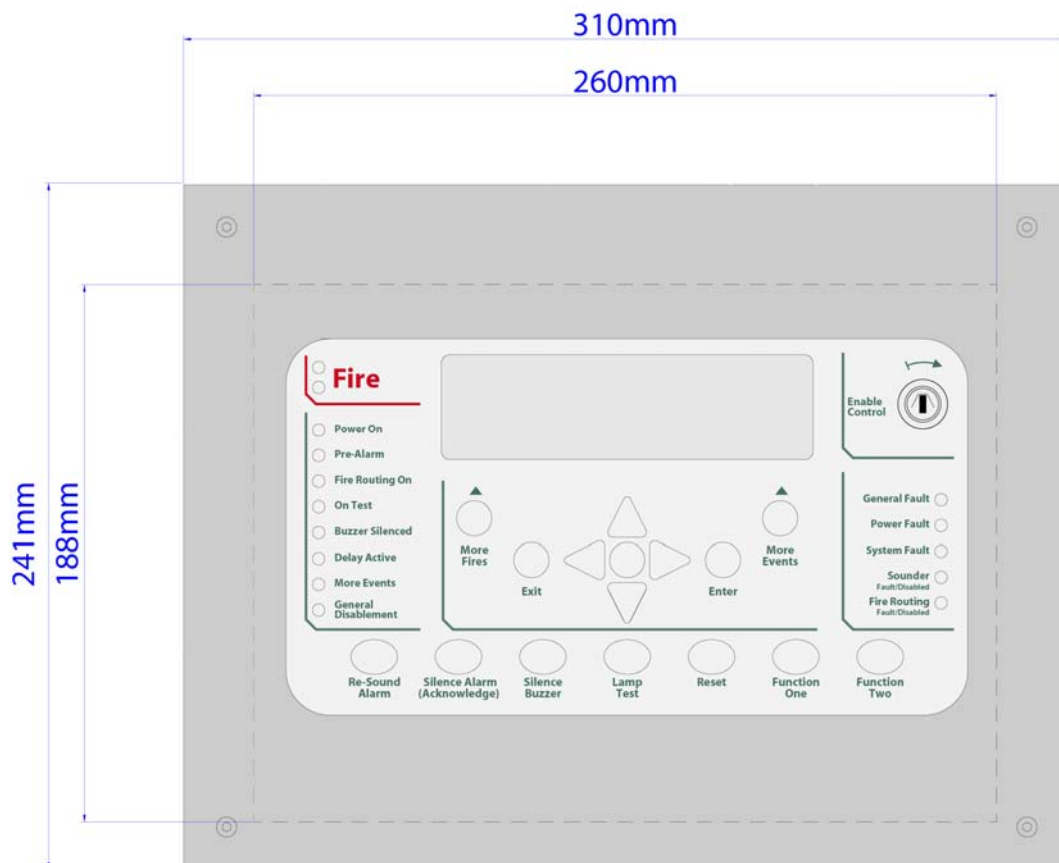 310mm
260mm
241mm
188mm
Fire
Power On
Pre-Alarm
Fire Routing On
On Test
Buzzer Silenced
Delay Active
More Events
General
Disablement
Enable
Control
More
Fires
Exit
Enter
More
Events
General Fault
Power Fault
System Fault
Sounder
Fault/Disabled
Fire Routing
Fault/Disabled
Re-Sound
Alarm
Silence Alarm
(Acknowledge)
Silence
Buzzer
Lamp
Test
Reset
Function
One
Function
Two